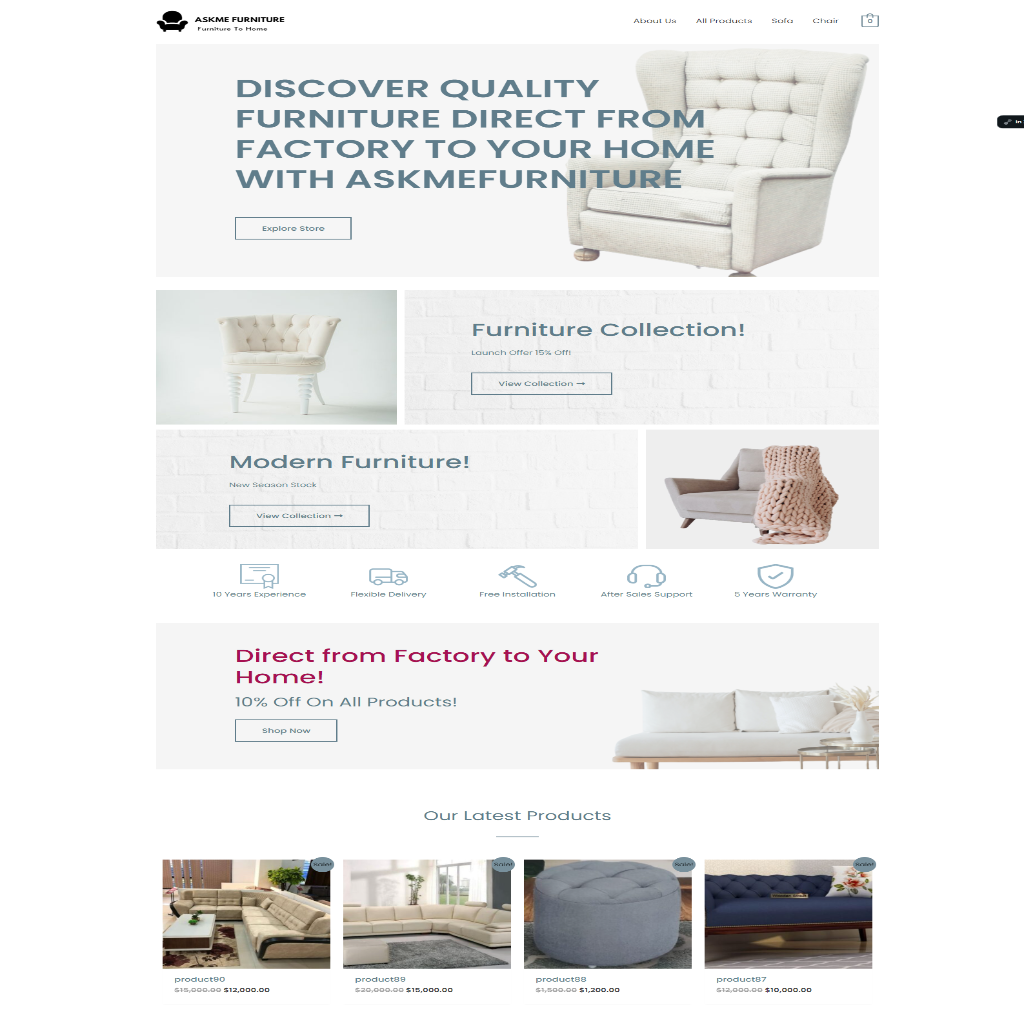 ASKME FURNITURE
Furniture To Home
About Us
All Products
Sofa
Chair
0
in
DISCOVER QUALITY
FURNITURE DIRECT FROM
FACTORY TO YOUR HOME
WITH ASKMEFURNITURE
Explore Store
Furniture Collection!
Launch Offer 15% Off!
View Collection →
Modern Furniture!
New Season Stock
View Collection →
10 Years Experience
Flexible Delivery
Free Installation
After Sales Support
5 Years Warranty
Direct from Factory to Your
Home!
10% Off On All Products!
Shop Now
Our Latest Products
Sale!
Sale!
Sale!
Sale!
product90
$15,000.00 $12,000.00
product89
$20,000.00 $15,000.00
product88
$1,500.00 $1,200.00
product87
$12,000.00 $10,000.00